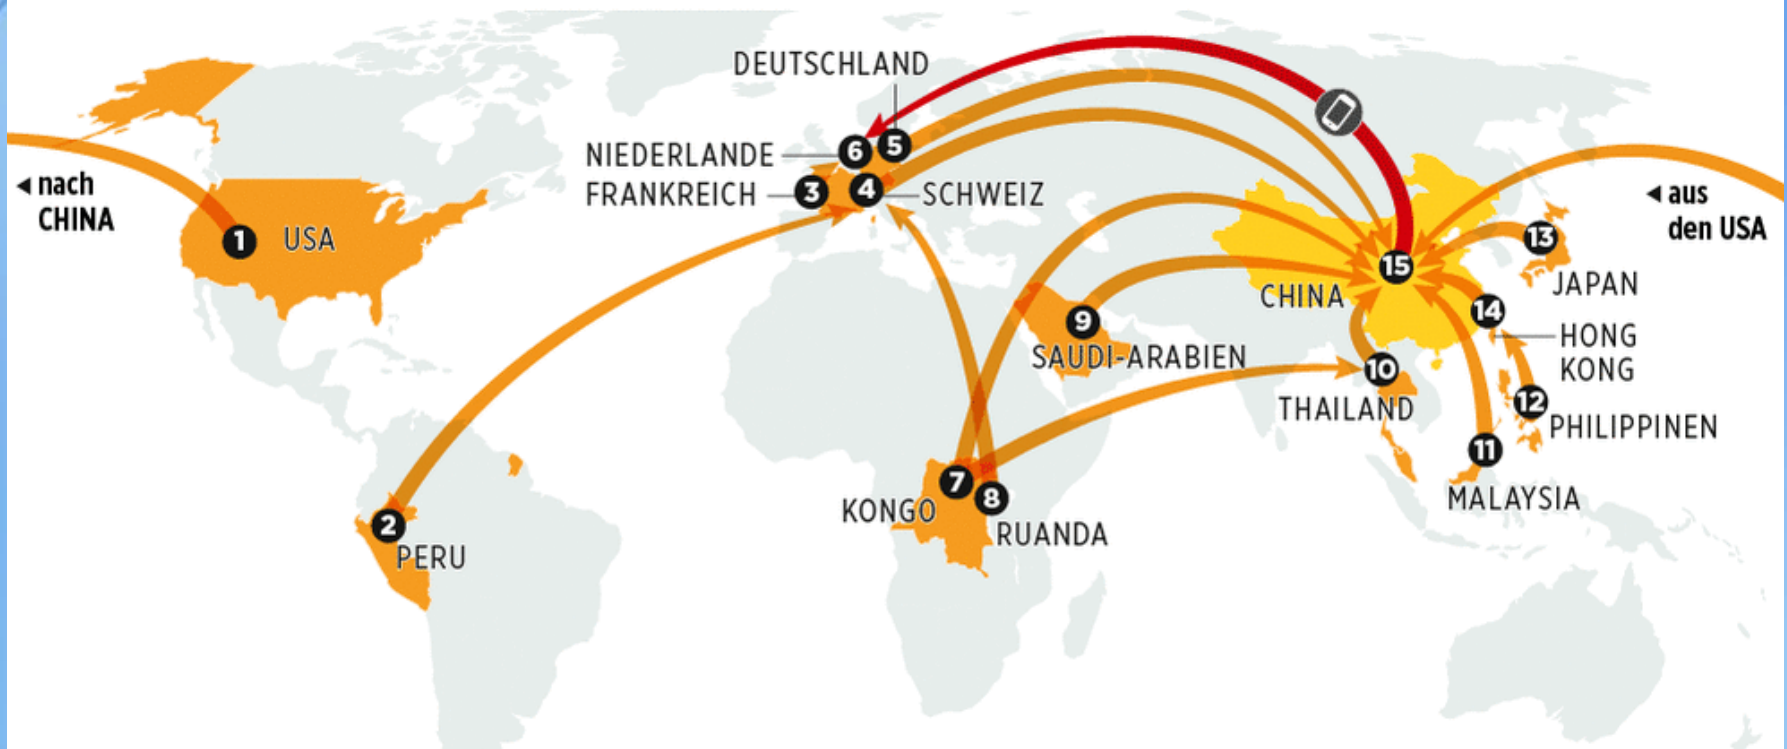 DEUTSCHLAND
6
5
NIEDERLANDE
FRANKREICH
3
4
SCHWEIZ
◄ nach
CHINA
1
USA
◄ aus
den USA
13
JAPAN
15
CHINA
14
HONG
KONG
9
SAUDI-ARABIEN
10
THAILAND
12
PHILIPPINEN
11
MALAYSIA
7
KONGO
8
RUANDA
2
PERU